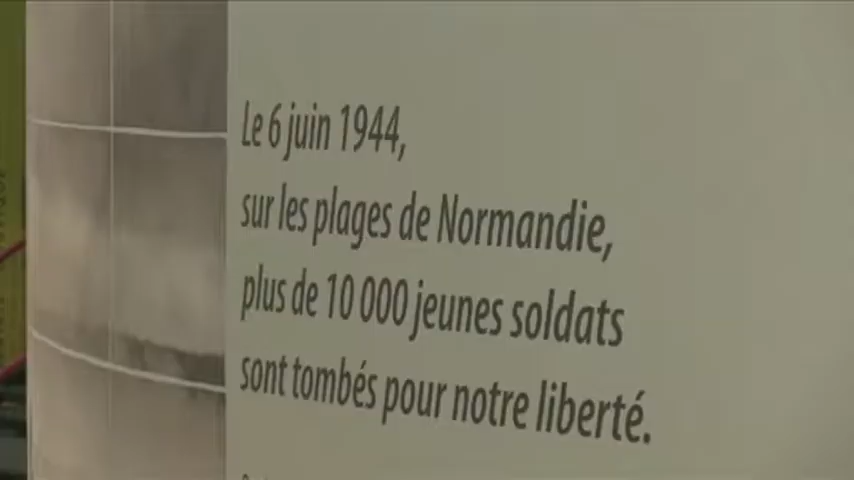 Le 6 juin 1944,
sur les plages de Normandie,
plus de 10 000 jeunes soldats
sont tombés pour notre liberté.